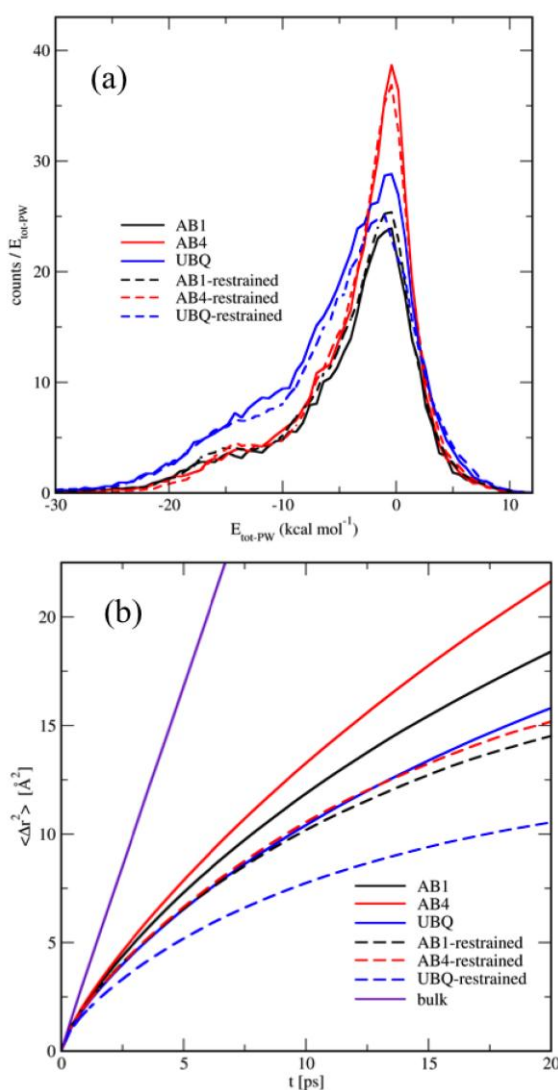 (a)
40
30
20
10
0
counts / E_tot-PW
AB1
AB4
UBQ
AB1-restrained
AB4-restrained
UBQ-restrained
-30 -20 -10 0 10
E_tot-PW (kcal mol⁻¹)
(b)
20
15
10
5
0
<Δr²> [Å²]
AB1
AB4
UBQ
AB1-restrained
AB4-restrained
UBQ-restrained
bulk
0 5 10 15 20
t [ps]